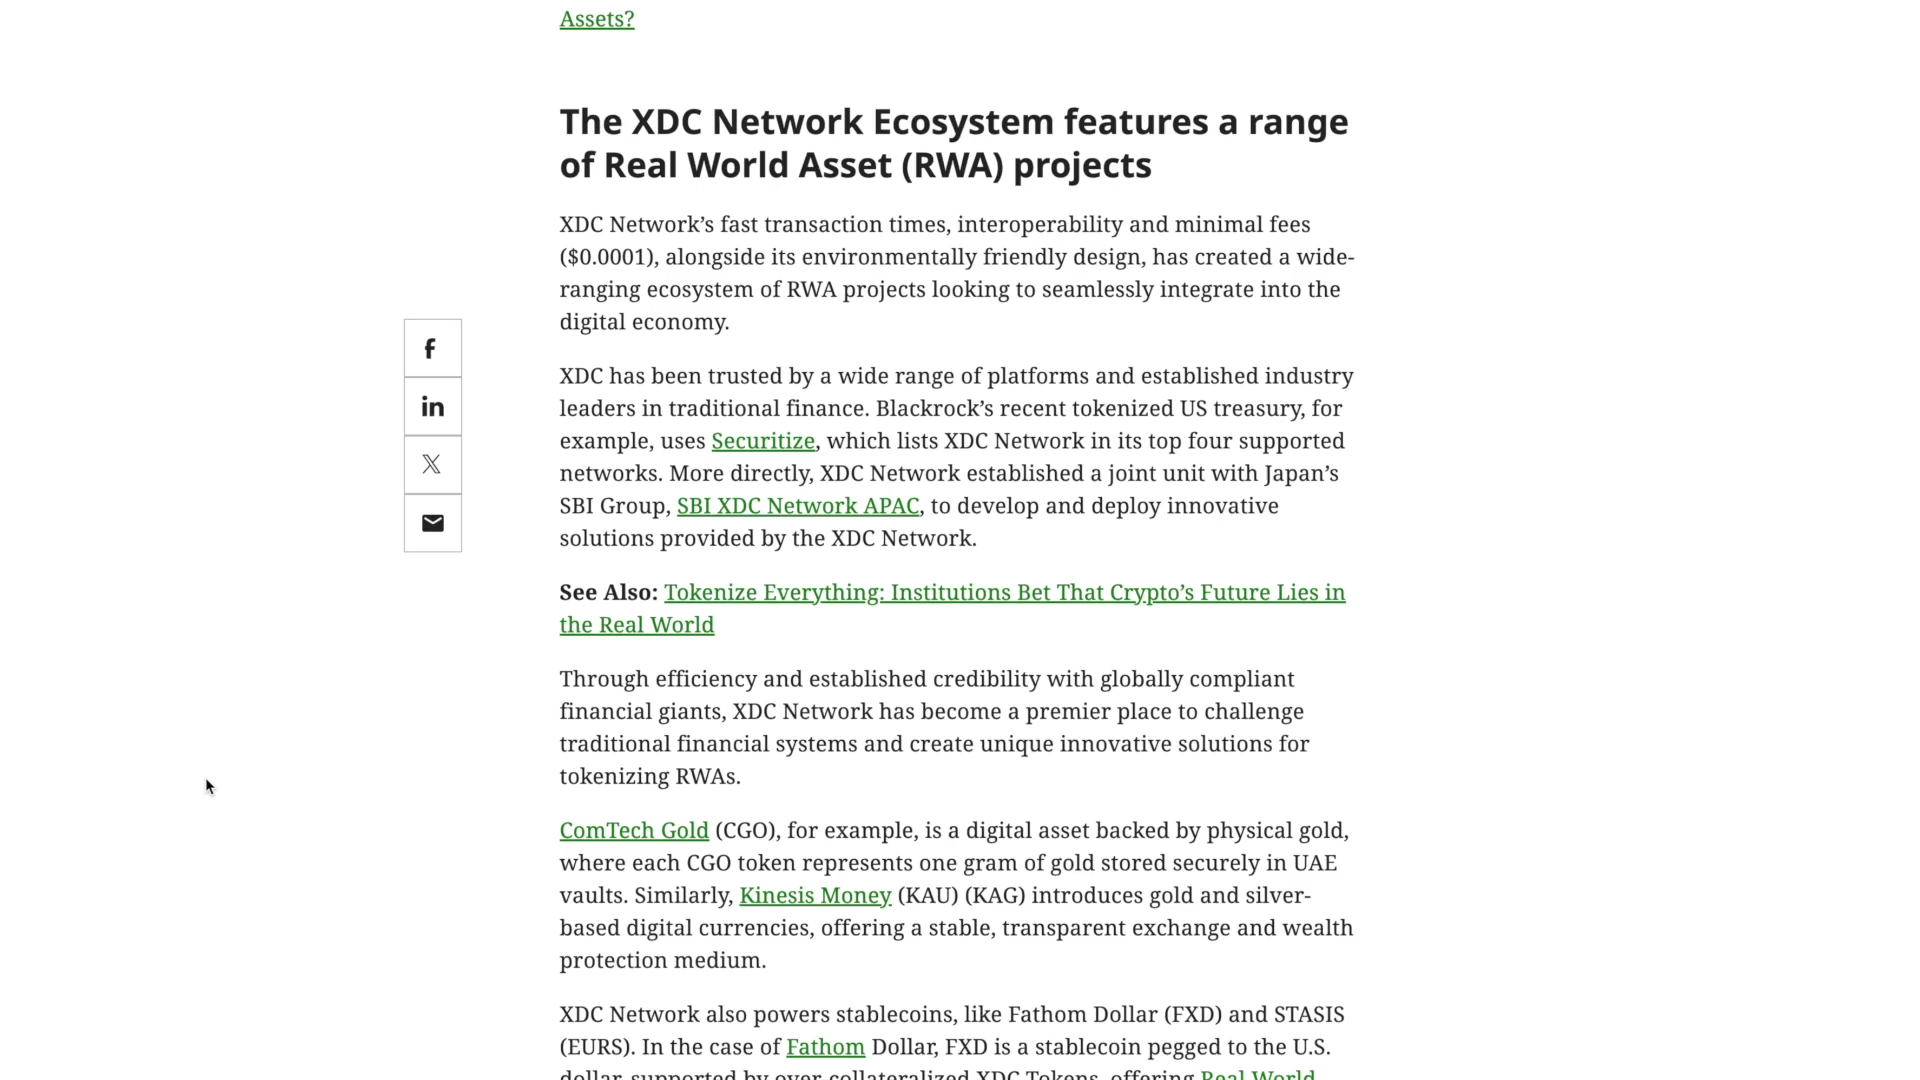 Assets?
The XDC Network Ecosystem features a range
of Real World Asset (RWA) projects
XDC Network’s fast transaction times, interoperability and minimal fees
($0.0001), alongside its environmentally friendly design, has created a wide-
ranging ecosystem of RWA projects looking to seamlessly integrate into the
digital economy.
XDC has been trusted by a wide range of platforms and established industry
leaders in traditional finance. Blackrock’s recent tokenized US treasury, for
example, uses Securitize, which lists XDC Network in its top four supported
networks. More directly, XDC Network established a joint unit with Japan’s
SBI Group, SBI XDC Network APAC, to develop and deploy innovative
solutions provided by the XDC Network.
See Also: Tokenize Everything: Institutions Bet That Crypto’s Future Lies in
the Real World
Through efficiency and established credibility with globally compliant
financial giants, XDC Network has become a premier place to challenge
traditional financial systems and create unique innovative solutions for
tokenizing RWAs.
ComTech Gold (CGO), for example, is a digital asset backed by physical gold,
where each CGO token represents one gram of gold stored securely in UAE
vaults. Similarly, Kinesis Money (KAU) (KAG) introduces gold and silver-
based digital currencies, offering a stable, transparent exchange and wealth
protection medium.
XDC Network also powers stablecoins, like Fathom Dollar (FXD) and STASIS
(EURS). In the case of Fathom Dollar, FXD is a stablecoin pegged to the U.S.
dollar, supported by over-collateralized XDC Tokens, offering Real World